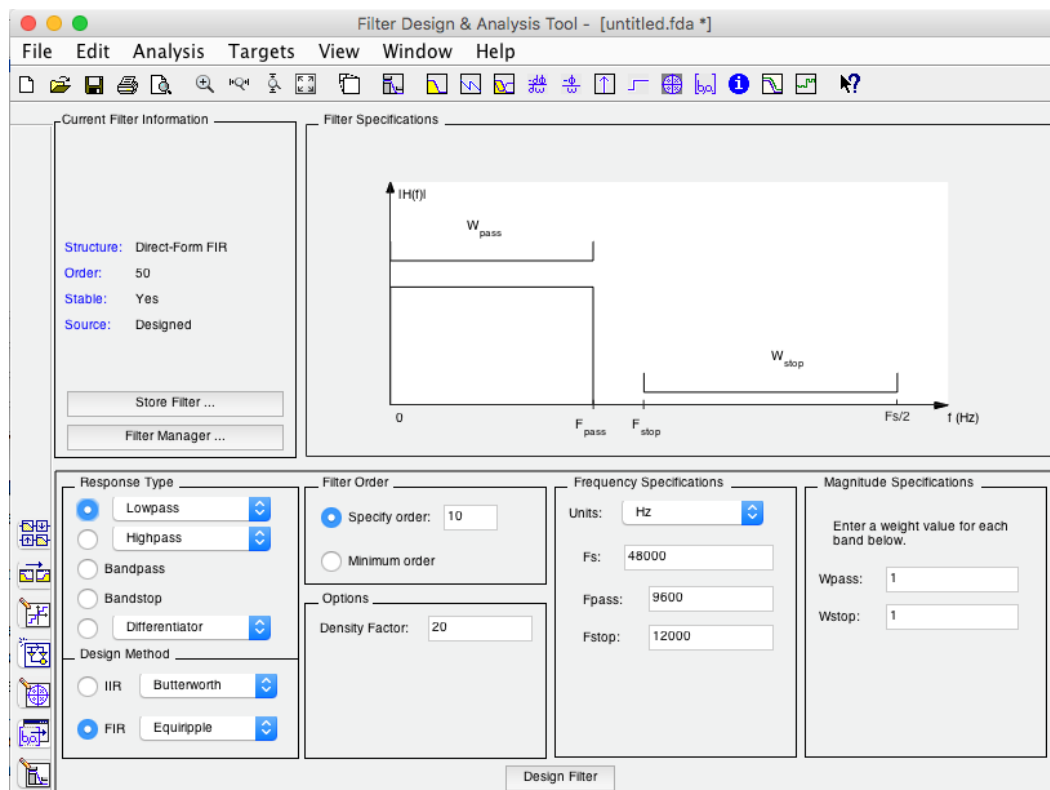 Filter Design & Analysis Tool - [untitled.fda *]
File Edit Analysis Targets View Window Help
Current Filter Information
Structure: Direct-Form FIR
Order: 50
Stable: Yes
Source: Designed
Store Filter ...
Filter Manager ...
Filter Specifications
|H(f)|
Wpass
Wstop
0
Fpass
Fstop
Fs/2
f (Hz)
Response Type
Lowpass
Highpass
Bandpass
Bandstop
Differentiator
Design Method
IIR Butterworth
FIR Equiripple
Filter Order
Specify order: 10
Minimum order
Options
Density Factor: 20
Frequency Specifications
Units: Hz
Fs: 48000
Fpass: 9600
Fstop: 12000
Magnitude Specifications
Enter a weight value for each
band below.
Wpass: 1
Wstop: 1
Design Filter